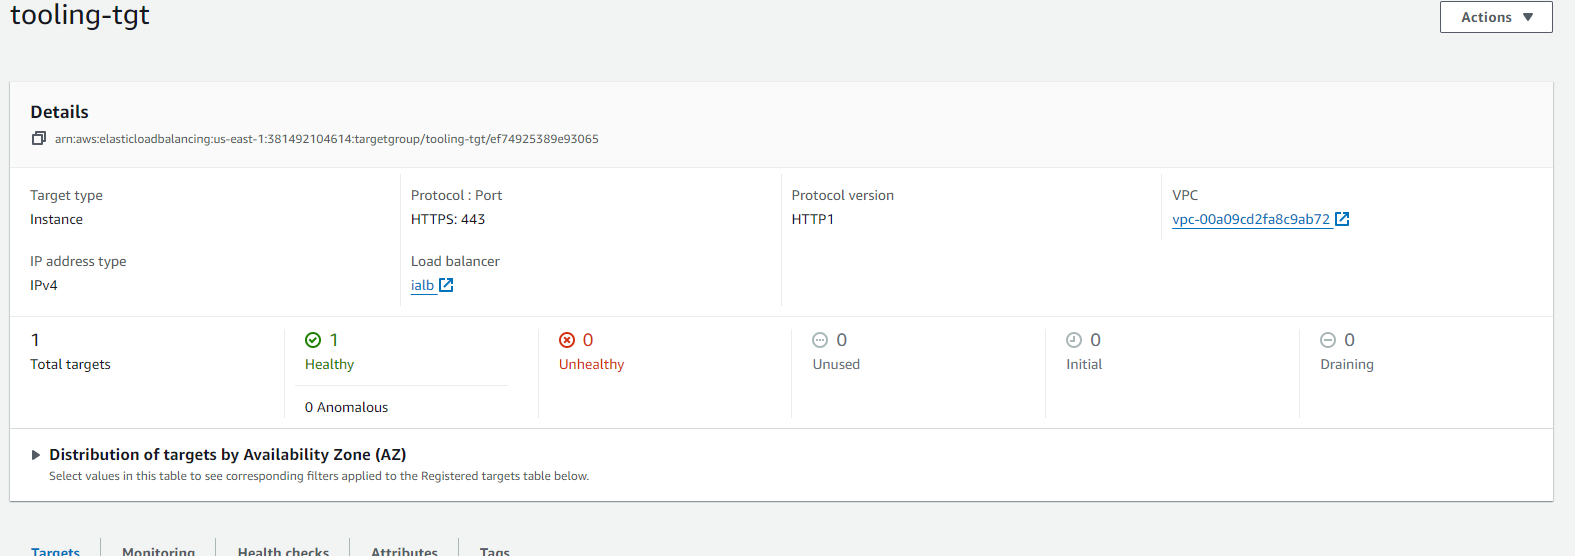 tooling-tgt
Actions
Details
arn:aws:elasticloadbalancing:us-east-1:381492104614:targetgroup/tooling-tgt/ef74925389e93065
Target type
Instance
Protocol : Port
HTTPS: 443
Protocol version
HTTP1
VPC
vpc-00a09cd2fa8c9ab72
IP address type
IPv4
Load balancer
ialb
1
Total targets
1
Healthy
0 Anomalous
0
Unhealthy
0
Unused
0
Initial
0
Draining
Distribution of targets by Availability Zone (AZ)
Select values in this table to see corresponding filters applied to the Registered targets table below.
Targets
Monitoring
Health checks
Attributes
Tags